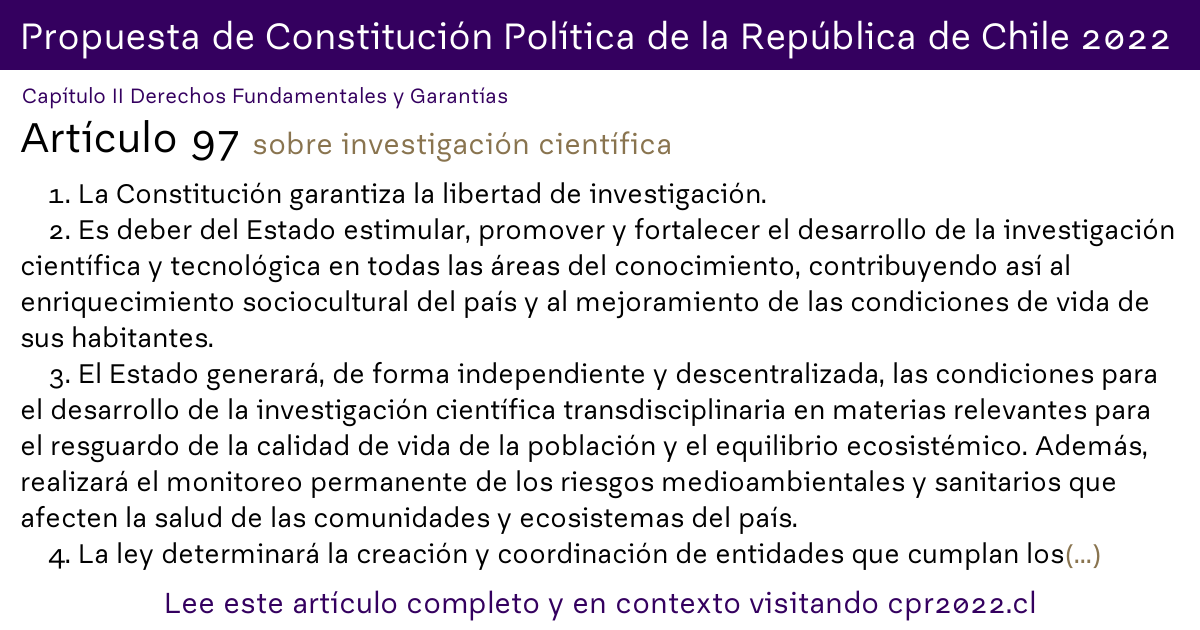 Propuesta de Constitución Política de la República de Chile 2022
Capítulo II Derechos Fundamentales y Garantías
Artículo 97 sobre investigación científica
1. La Constitución garantiza la libertad de investigación.
2. Es deber del Estado estimular, promover y fortalecer el desarrollo de la investigación
científica y tecnológica en todas las áreas del conocimiento, contribuyendo así al
enriquecimiento sociocultural del país y al mejoramiento de las condiciones de vida de
sus habitantes.
3. El Estado generará, de forma independiente y descentralizada, las condiciones para
el desarrollo de la investigación científica transdisciplinaria en materias relevantes para
el resguardo de la calidad de vida de la población y el equilibrio ecosistémico. Además,
realizará el monitoreo permanente de los riesgos medioambientales y sanitarios que
afecten la salud de las comunidades y ecosistemas del país.
4. La ley determinará la creación y coordinación de entidades que cumplan los(...)
Lee este artículo completo y en contexto visitando cpr2022.cl